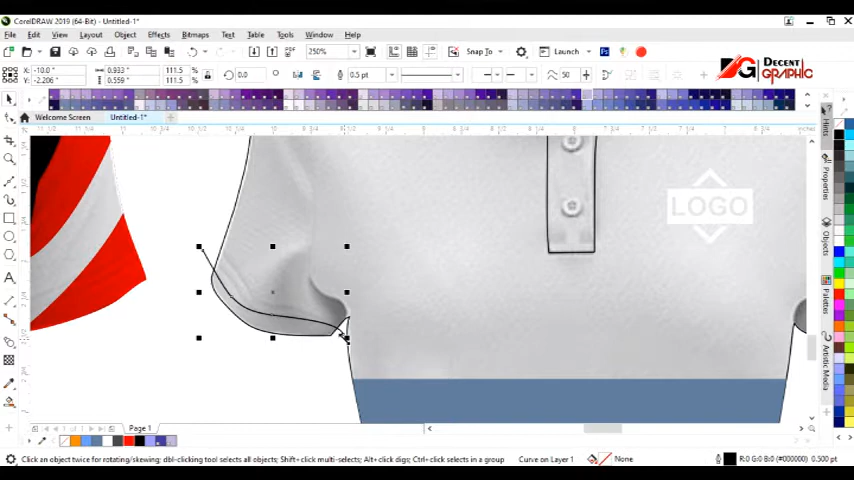 CorelDRAW 2019 (64-Bit) - Untitled-1*
File Edit View Layout Object Effects Bitmaps Text Table Tools Window Help
PDF 250% Snap To Launch
X: -10.0 " 0.933 " 111.5 %
Y: -2.206 " 0.559 " 111.5 % 0.0 0.5 pt 50
DECENT
GRAPHIC
Welcome Screen Untitled-1*
Hints
Properties
Objects
Palettes
Artistic Media
LOGO
Page 1
Click an object twice for rotating/skewing; dbl-clicking tool selects all objects; Shift+click multi-selects; Alt+click digs; Ctrl+click selects in a group Curve on Layer 1 None R:0 G:0 B:0 (#000000) 0.500 pt